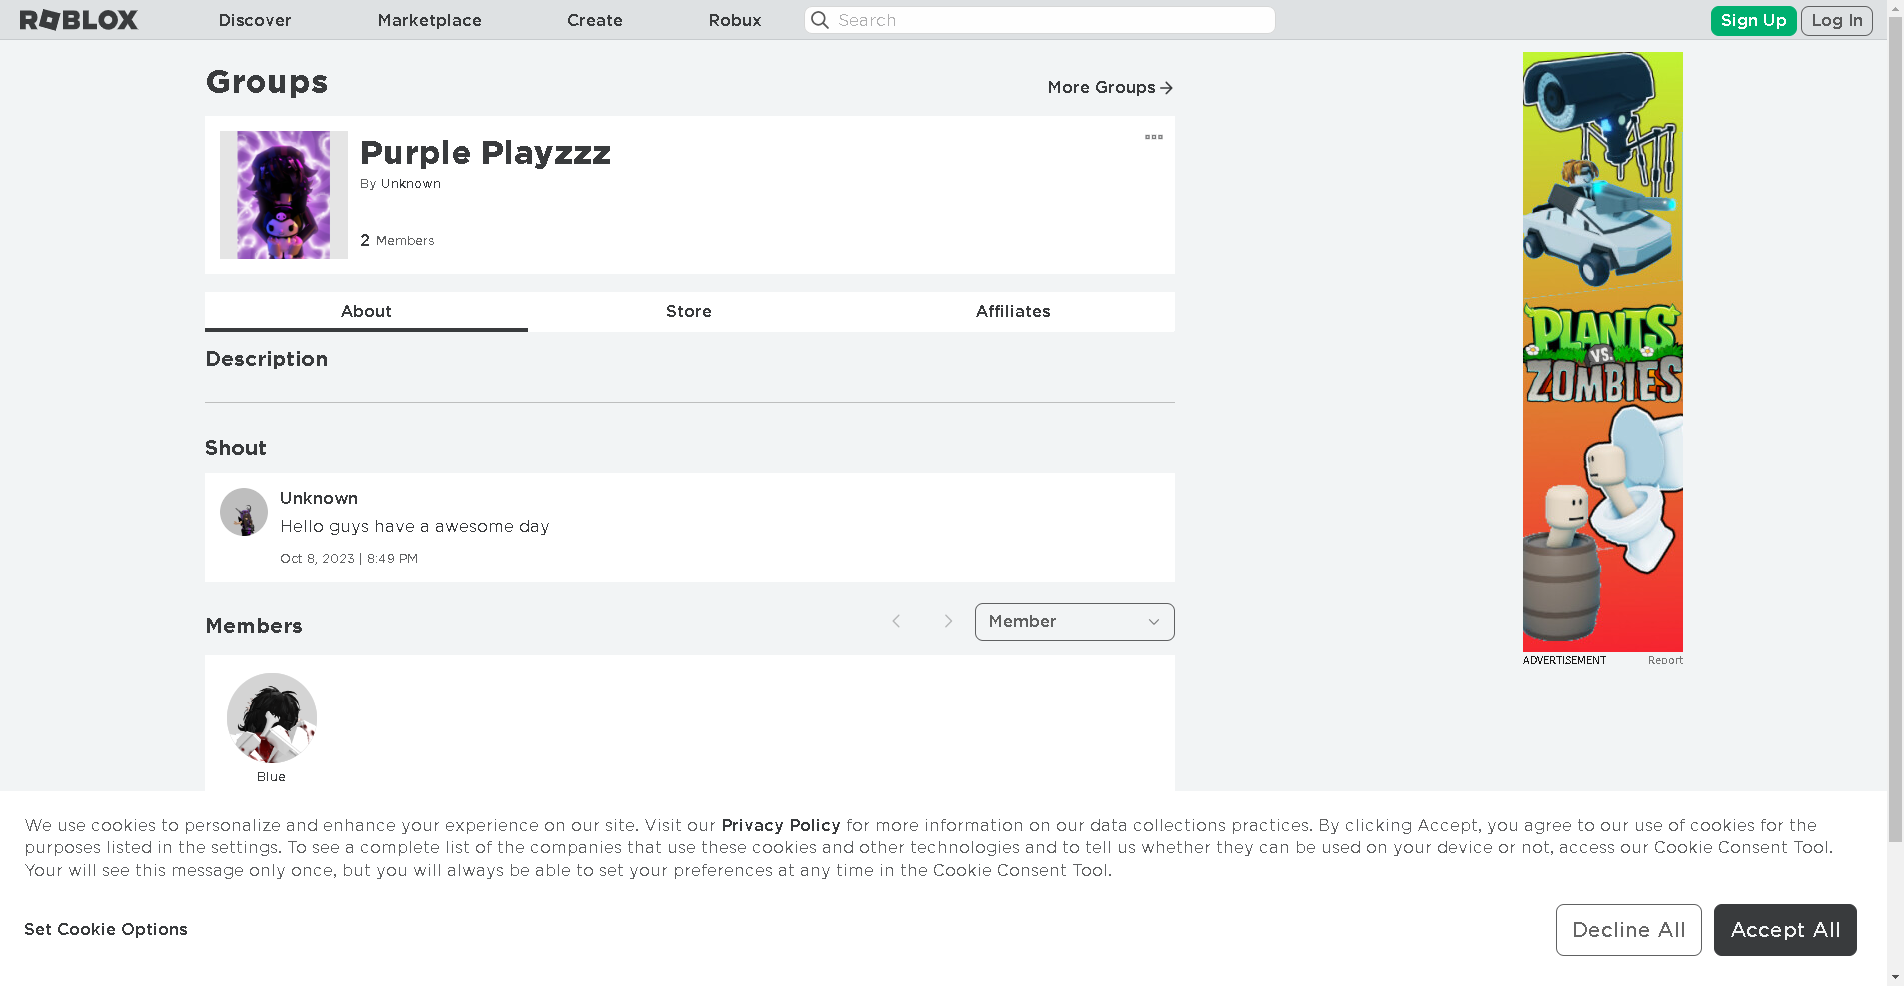 ROBLOX
Discover
Marketplace
Create
Robux
Search
Sign Up
Log In
Groups
More Groups
Purple Playzzz
By Unknown
2 Members
About
Store
Affiliates
Description
Shout
Unknown
Hello guys have a awesome day
Oct 8, 2023 | 8:49 PM
Members
Member
Blue
PLANTS
VS.
ZOMBIES
ADVERTISEMENT
Report
We use cookies to personalize and enhance your experience on our site. Visit our Privacy Policy for more information on our data collections practices. By clicking Accept, you agree to our use of cookies for the
purposes listed in the settings. To see a complete list of the companies that use these cookies and other technologies and to tell us whether they can be used on your device or not, access our Cookie Consent Tool.
Your will see this message only once, but you will always be able to set your preferences at any time in the Cookie Consent Tool.
Set Cookie Options
Decline All
Accept All